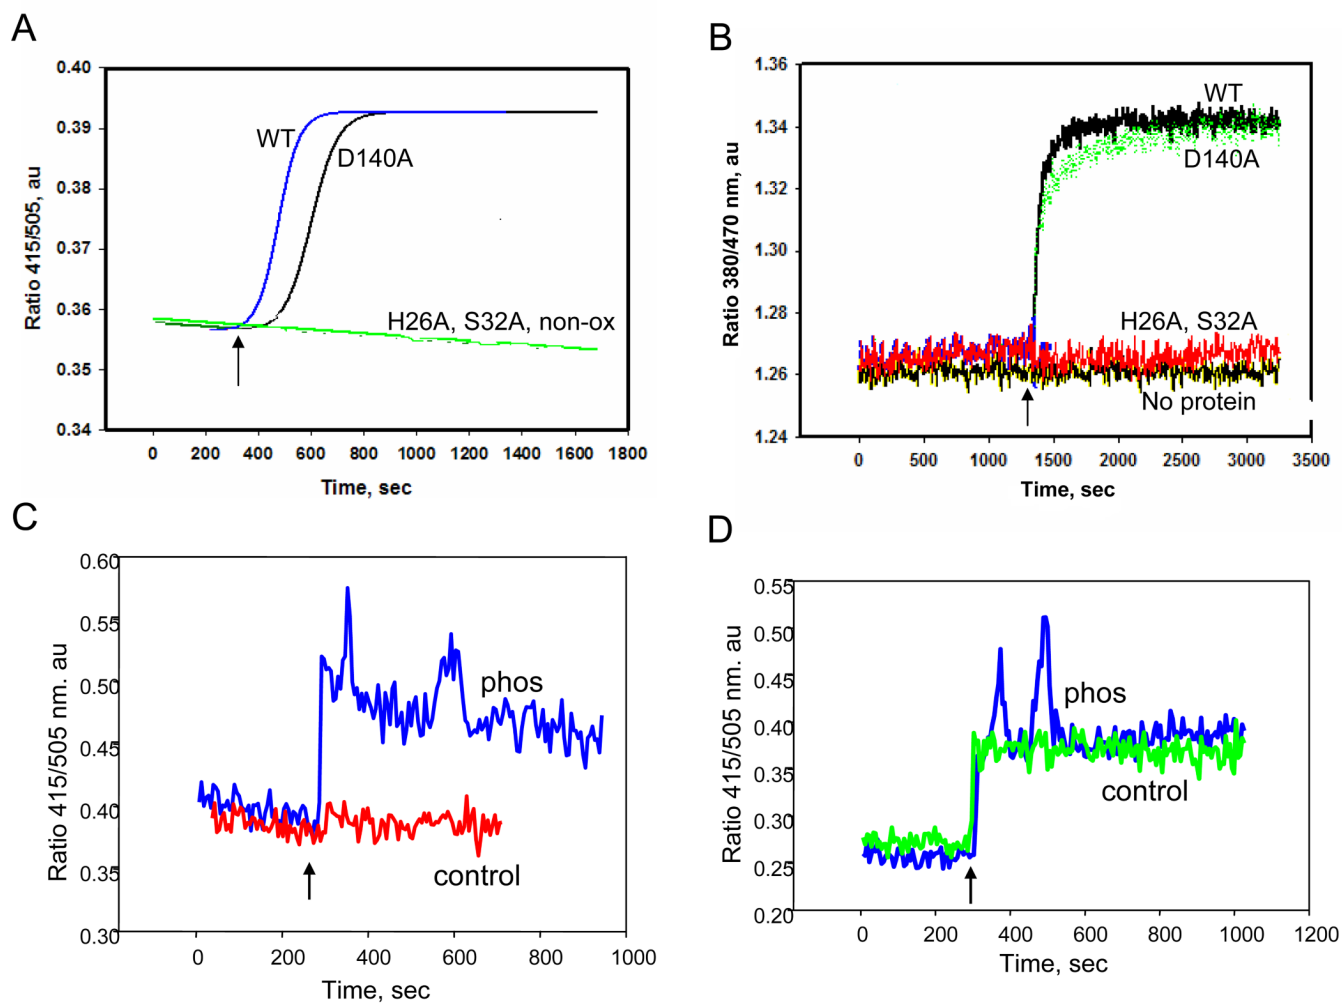 A
Ratio 415/505, au
0.40
0.39
0.38
0.37
0.36
0.35
0.34
WT
D140A
H26A, S32A, non-ox
0 200 400 600 800 1000 1200 1400 1600 1800
Time, sec
B
Ratio 380/470 nm, au
1.36
1.34
1.32
1.30
1.28
1.26
1.24
WT
D140A
H26A, S32A
No protein
0 500 1000 1500 2000 2500 3000 3500
Time, sec
C
Ratio 415/505 nm. au
0.60
0.55
0.50
0.45
0.40
0.35
0.30
phos
control
0 200 400 600 800 1000
Time, sec
D
Ratio 415/505 nm. au
0.55
0.50
0.45
0.40
0.35
0.30
0.25
0.20
phos
control
0 200 400 600 800 1000 1200
Time, sec